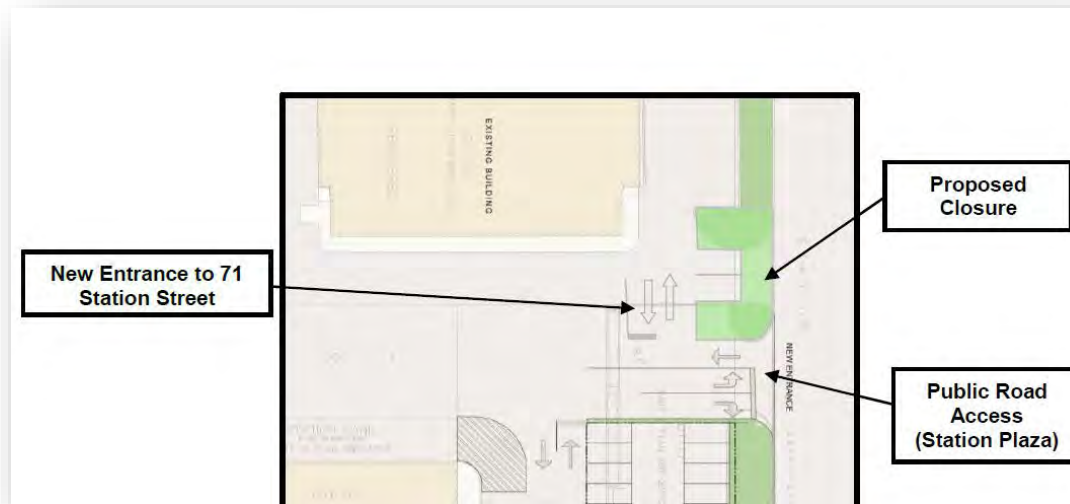 EXISTING BUILDING
Proposed
Closure
New Entrance to 71
Station Street
NEW ENTRANCE
Public Road
Access
(Station Plaza)